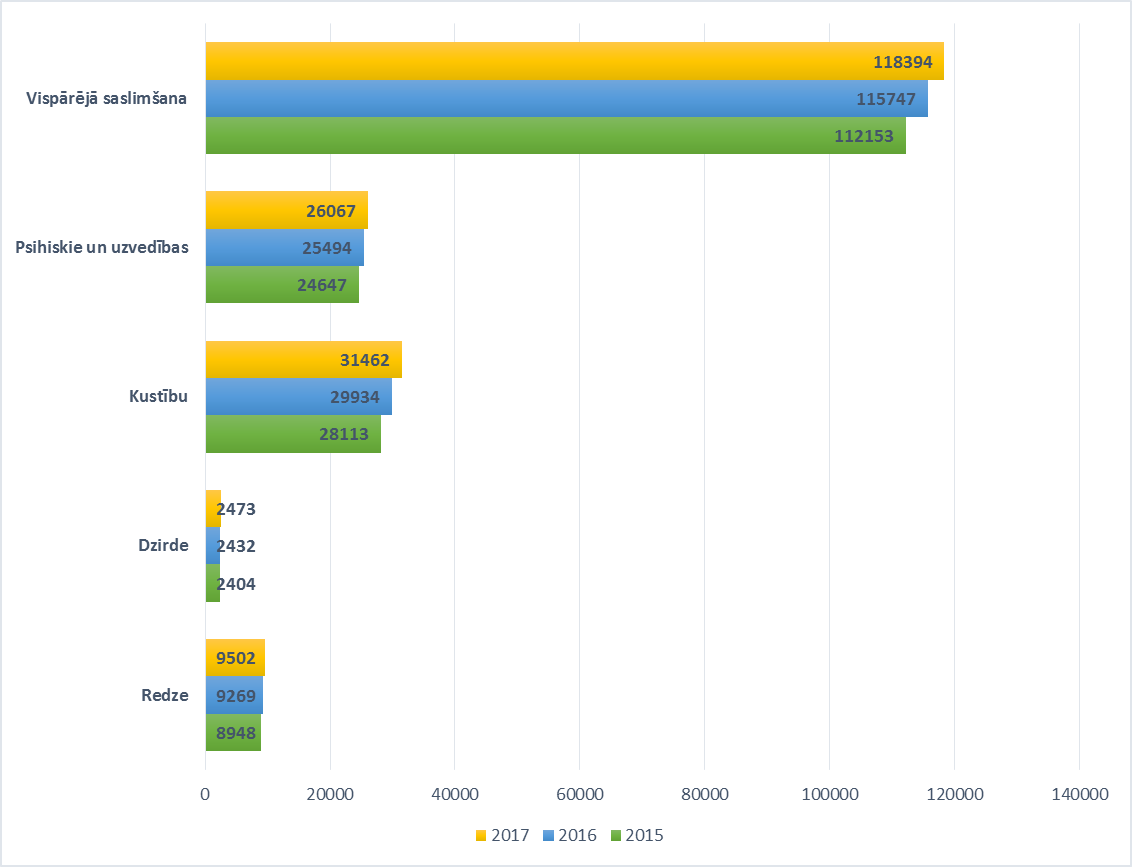 118394
Vispārējā saslimšana
115747
112153
26067
Psihiskie un uzvedības
25494
24647
31462
Kustību
29934
28113
2473
Dzirde
2432
2404
9502
Redze
9269
8948
0 20000 40000 60000 80000 100000 120000 140000
2017 2016 2015